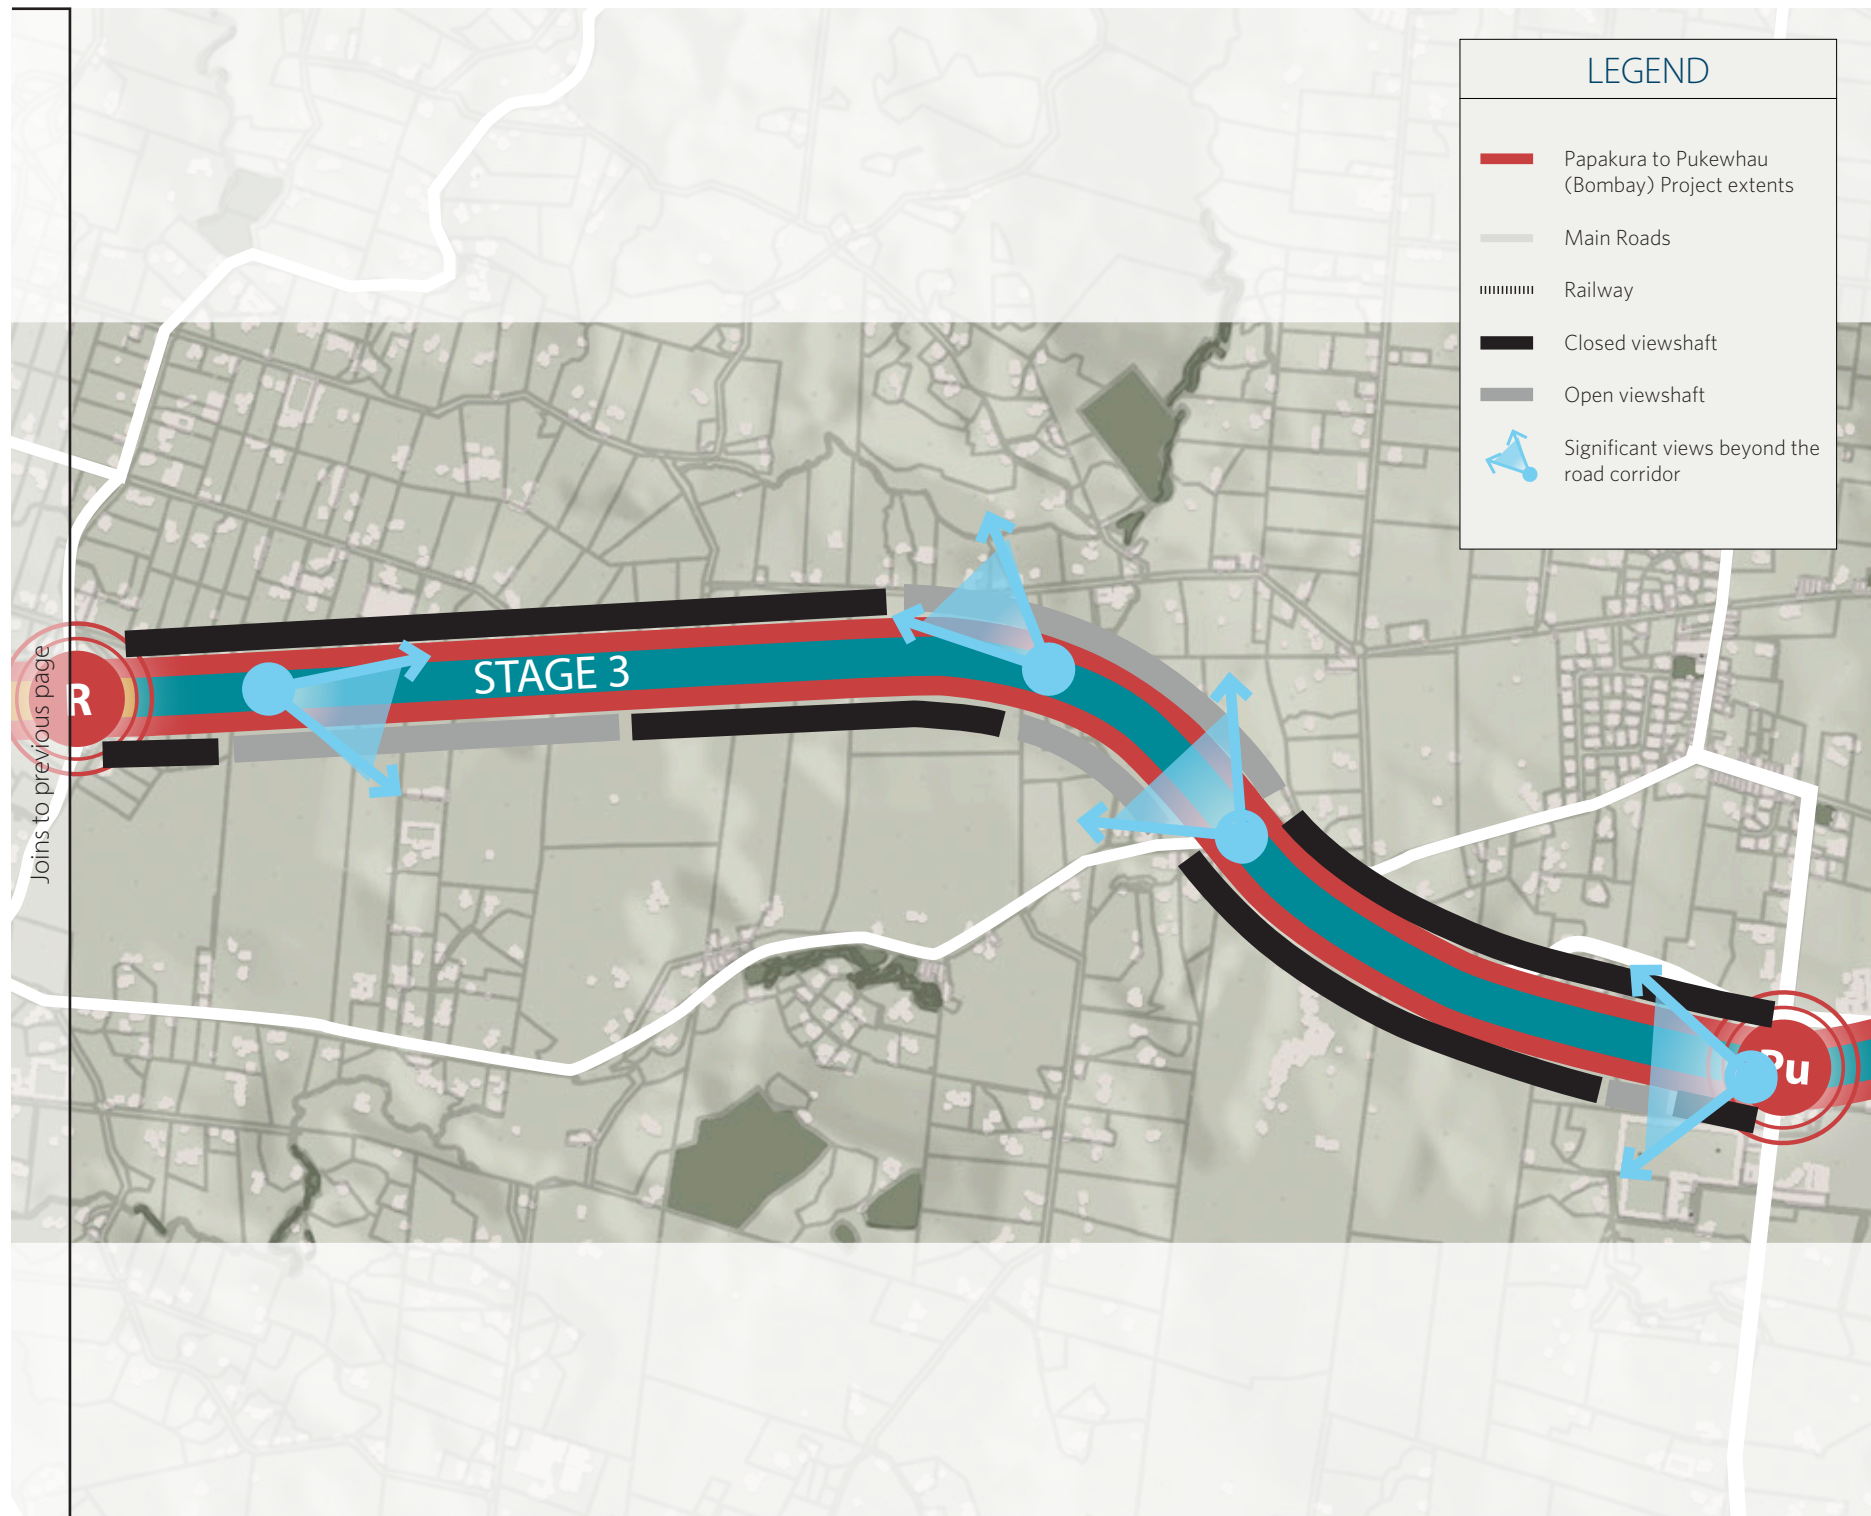 LEGEND
Papakura to Pukewhau
(Bombay) Project extents
Main Roads
Railway
Closed viewshaft
Open viewshaft
Significant views beyond the
road corridor
STAGE 3
R
Joins to previous page
Pu